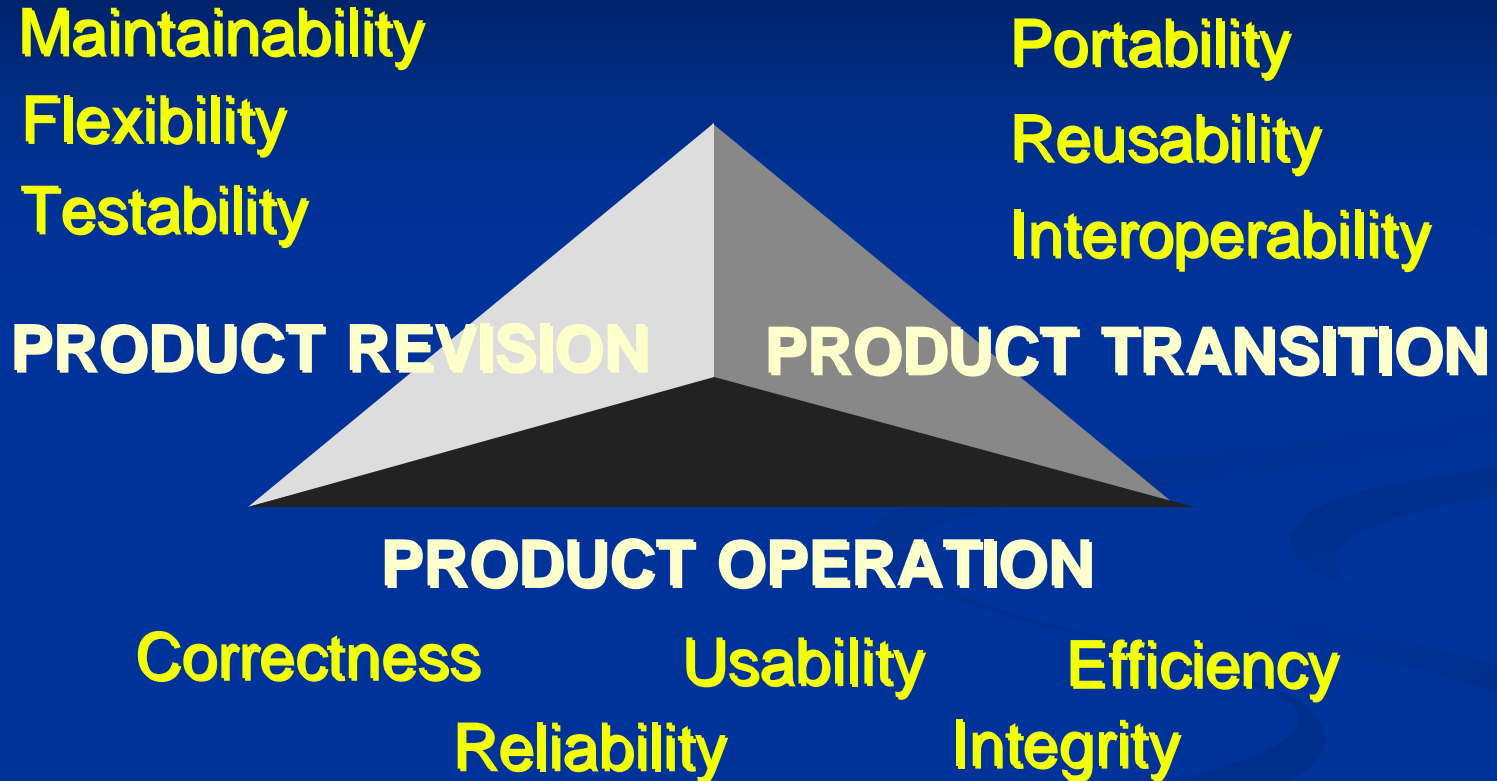 Maintainability
Flexibility
Testability
Portability
Reusability
Interoperability
PRODUCT REVISION
PRODUCT TRANSITION
PRODUCT OPERATION
Correctness Usability Efficiency
Reliability Integrity